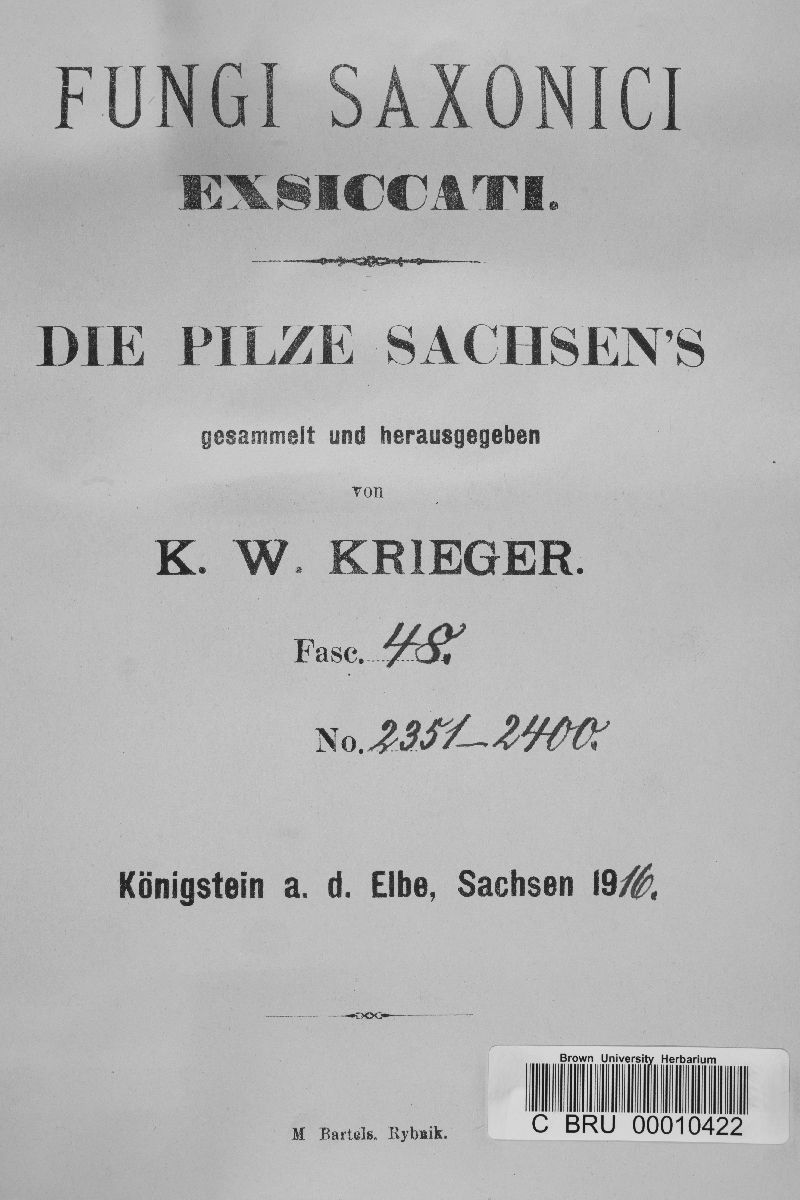 FUNGI SAXONICI
EXSICCATI.
DIE PILZE SACHSEN'S
gesammelt und herausgegeben
von
K. W. KRIEGER.
Fasc. 48.
No. 2351–2400.
Königstein a. d. Elbe, Sachsen 1916.
Brown University Herbarium
C BRU 00010422
M Bartels. Rybnik.